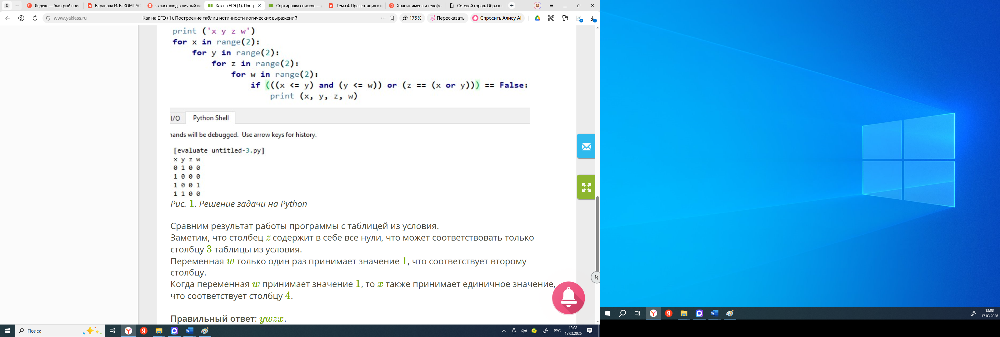 8
Яндекс — быстрый поис
Баранова И. В. КОМПАС
якласс вход в личный ка
Как на ЕГЭ (1). Постро
Сортировка списков — у
Тема 4. Презентация к п
Хранит имена и телефон
Сетевой город. Образов
www.yaklass.ru
Как на ЕГЭ (1). Построение таблиц истинности логических выражений
175 %
Пересказать
Спросить Алису AI
print ('x y z w')
for x in range(2):
for y in range(2):
for z in range(2):
for w in range(2):
if (((x <= y) and (y <= w)) or (z == (x or y))) == False:
print (x, y, z, w)
I/O Python Shell
hands will be debugged. Use arrow keys for history.
[evaluate untitled-3.py]
x y z w
0 1 0 0
1 0 0 0
1 0 0 1
1 1 0 0
Рис. 1. Решение задачи на Python
Сравним результат работы программы с таблицей из условия.
Заметим, что столбец z содержит в себе все нули, что может соответствовать только
столбцу 3 таблицы из условия.
Переменная w только один раз принимает значение 1, что соответствует второму
столбцу.
Когда переменная w принимает значение 1, то x также принимает единичное значение,
что соответствует столбцу 4.
Правильный ответ: ywzx.
Поиск
РУС
13:08
17.03.2026
13:08
17.03.2026